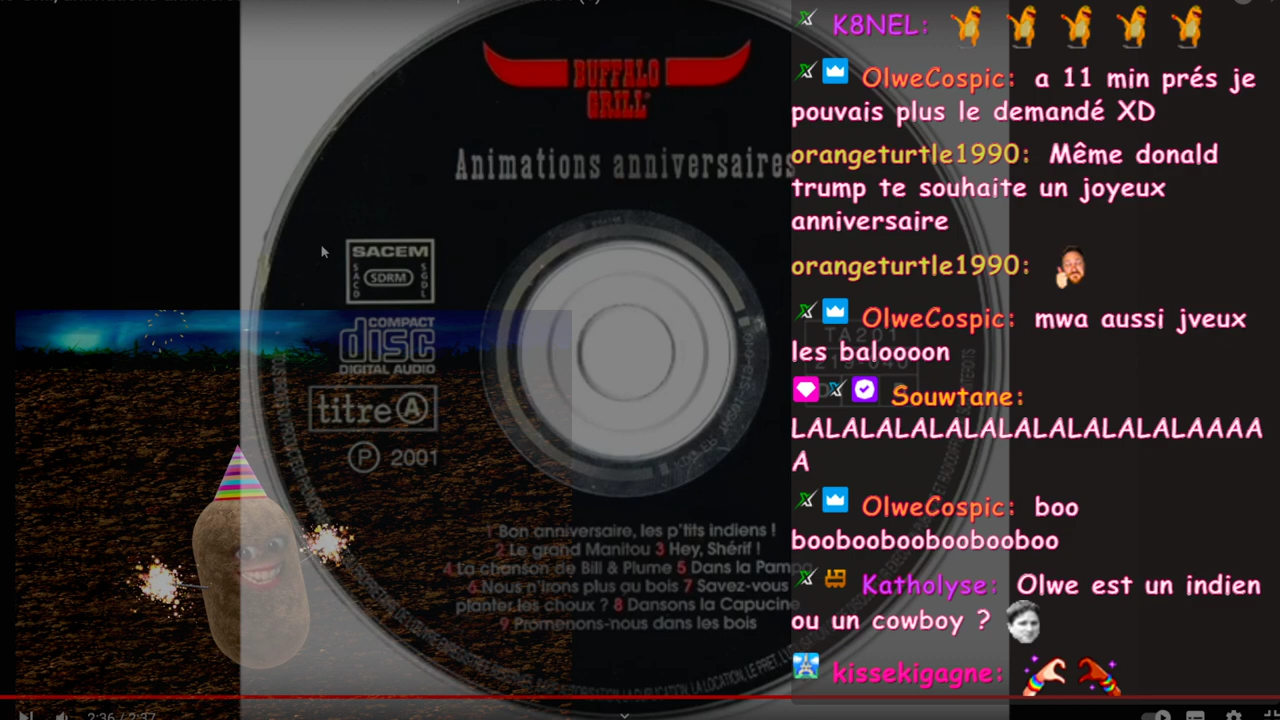 BUFFALO
GRILL
Animations anniversaires
SACEM
SACD
SDRM
SGDL
COMPACT
disc
DIGITAL AUDIO
titre A
P 2001
1 Bon anniversaire, les p'tits indiens !
2 Le grand Manitou 3 Hey, Shérif !
4 La chanson de Bill & Plume 5 Dans la Pampa
6 Nous n'irons plus au bois 7 Savez-vous
planter les choux ? 8 Dansons la Capucine
9 Promenons-nous dans les bois
K8NEL:
OlweCospic: a 11 min prés je
pouvais plus le demandé XD
orangeturtle1990: Même donald
trump te souhaite un joyeux
anniversaire
orangeturtle1990:
OlweCospic: mwa aussi jveux
les baloooon
Souwtane:
LALALALALALALALALALALAAAA
A
OlweCospic: boo
booboobooboobooboo
Katholyse: Olwe est un indien
ou un cowboy ?
kissekigagne:
2:36 / 2:37